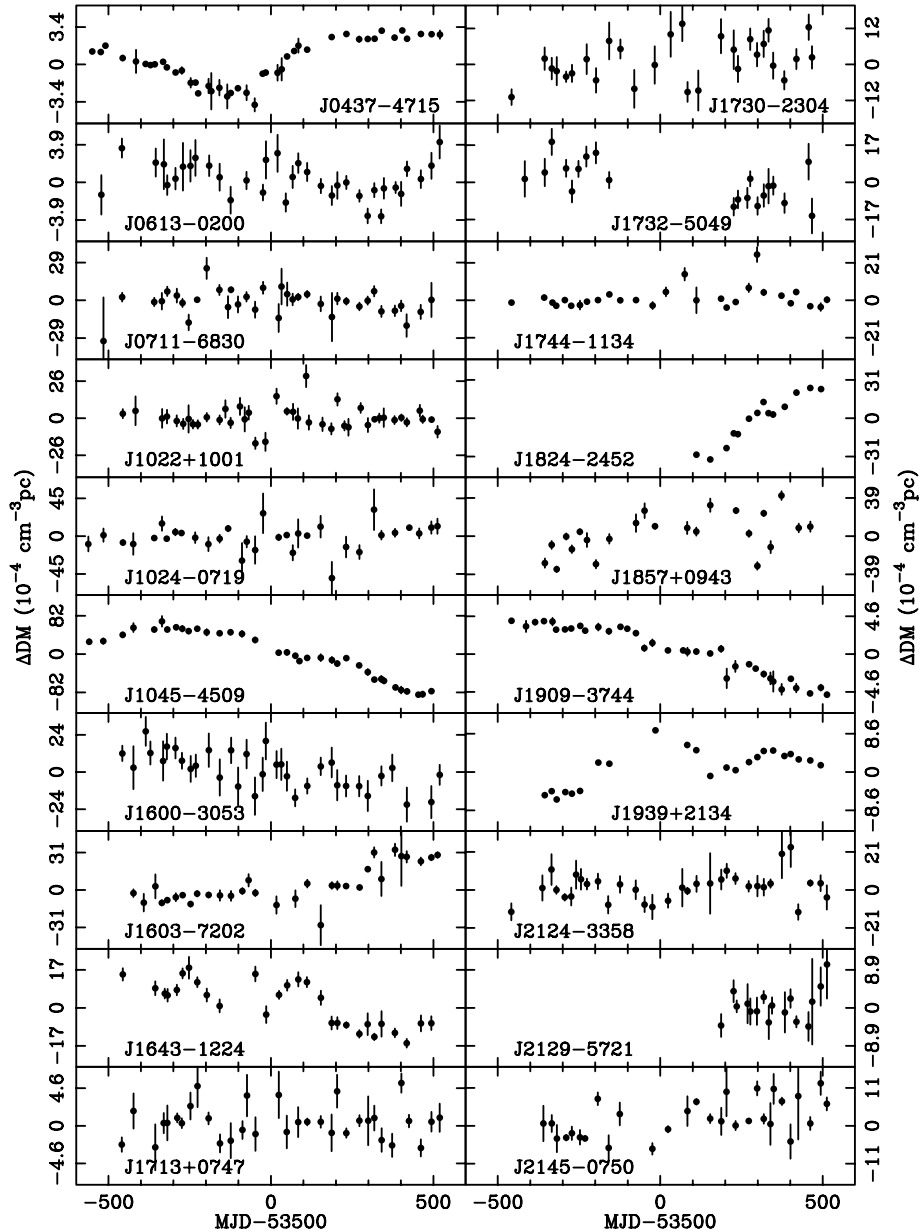 3.4
0
−3.4
J0437−4715
3.9
0
−3.9
J0613−0200
29
0
−29
J0711−6830
26
0
−26
J1022+1001
45
0
−45
J1024−0719
82
0
−82
J1045−4509
24
0
−24
J1600−3053
31
0
−31
J1603−7202
17
0
−17
J1643−1224
4.6
0
−4.6
J1713+0747
12
0
−12
J1730−2304
17
0
−17
J1732−5049
21
0
−21
J1744−1134
31
0
−31
J1824−2452
39
0
−39
J1857+0943
4.6
0
−4.6
J1909−3744
8.6
0
−8.6
J1939+2134
21
0
−21
J2124−3358
8.9
0
8.9
J2129−5721
11
0
−11
J2145−0750
ΔDM (10⁻⁴ cm⁻³pc)
ΔDM (10⁻⁴ cm⁻³pc)
−500 0 500 −500 0 500
MJD−53500 MJD−53500